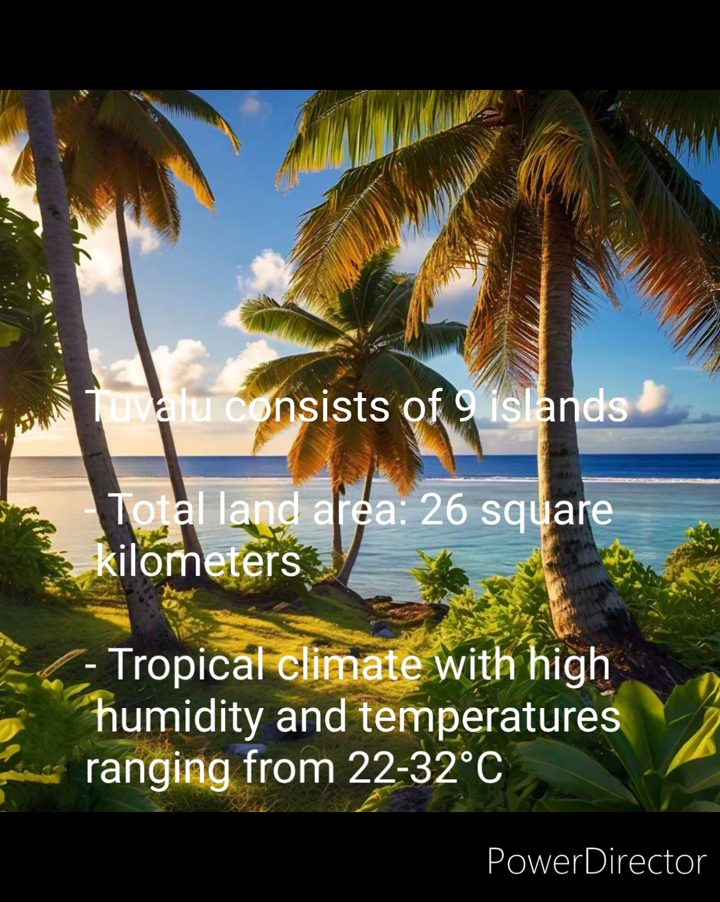 Tuvalu consists of 9 islands
- Total land area: 26 square
kilometers
- Tropical climate with high
humidity and temperatures
ranging from 22-32°C
PowerDirector